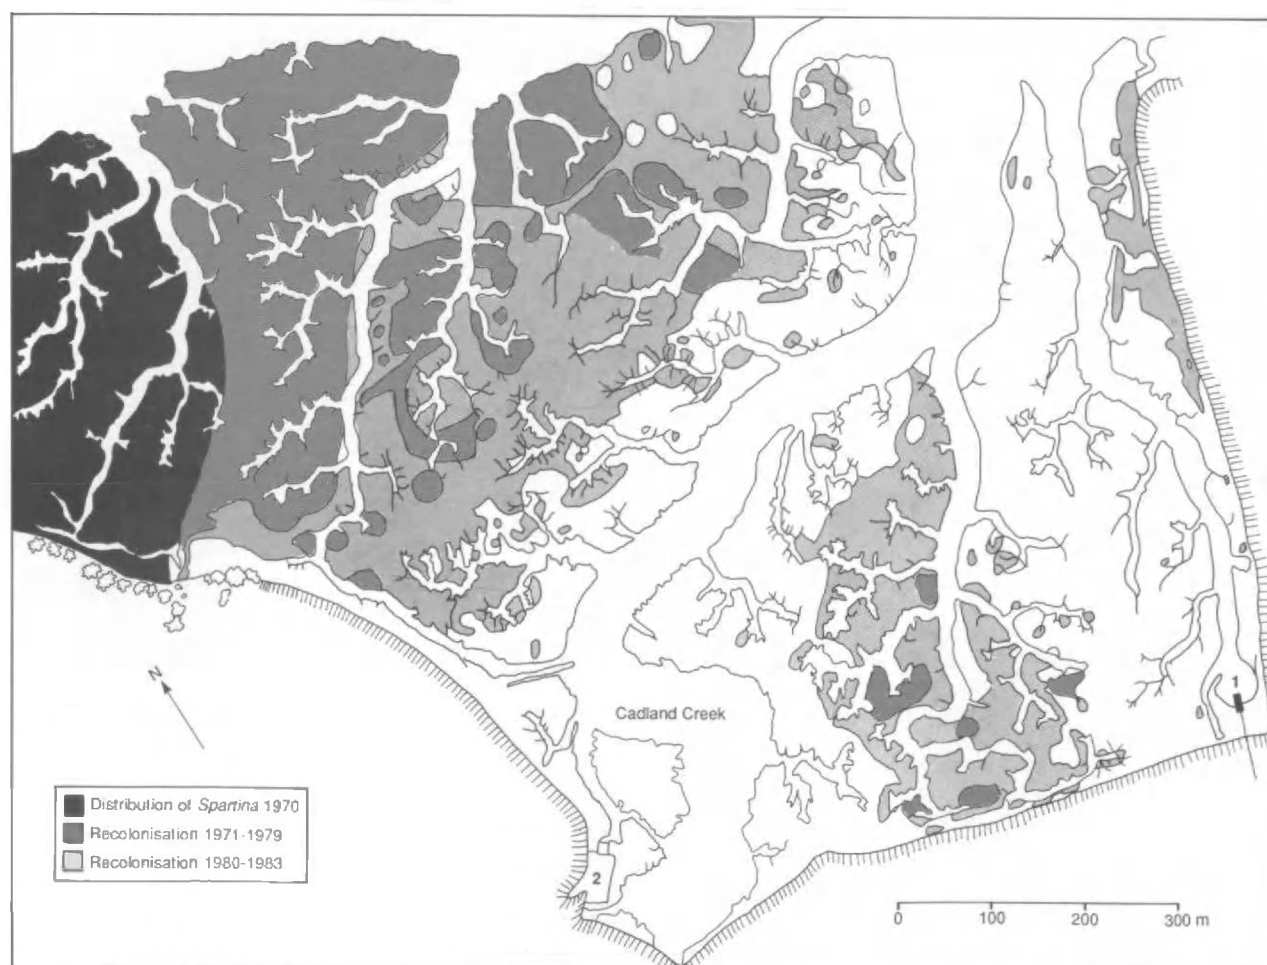 N
Cadland Creek
1
2
Distribution of Spartina 1970
Recolonisation 1971-1979
Recolonisation 1980-1983
0 100 200 300 m